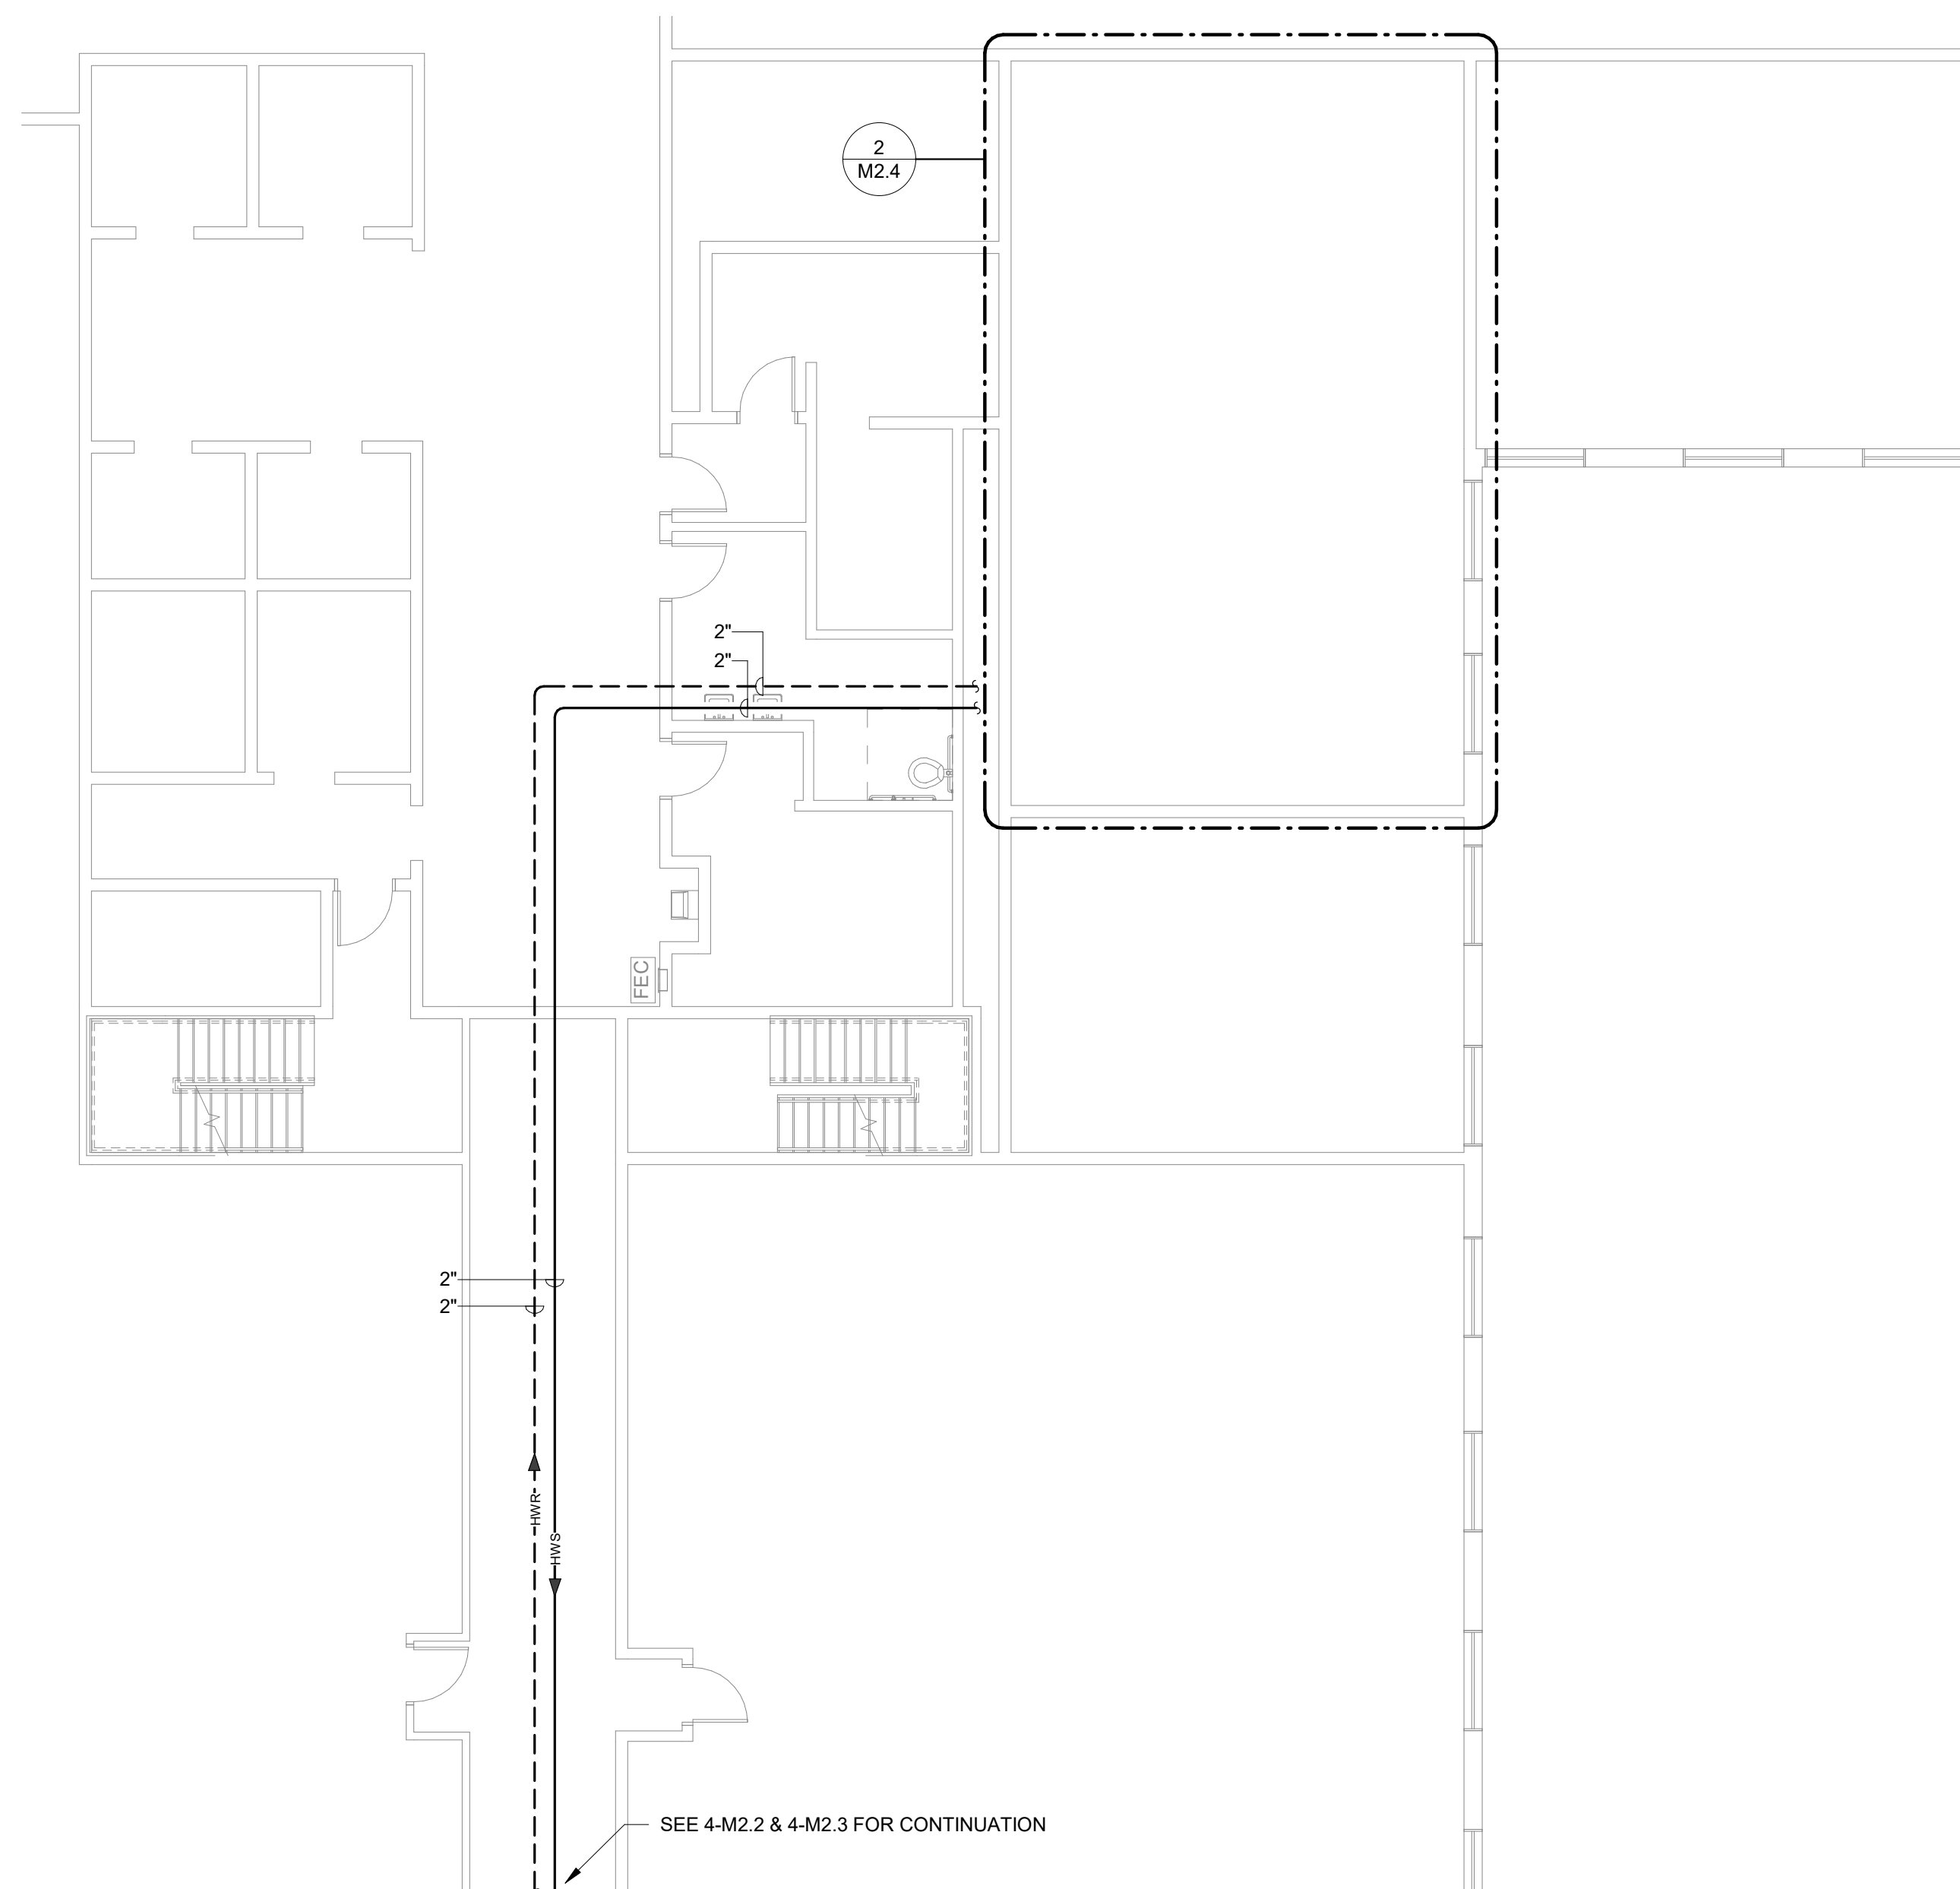 2
M2.4
2"
2"
FEC
2"
2"
HWR
HWS
SEE 4-M2.2 & 4-M2.3 FOR CONTINUATION